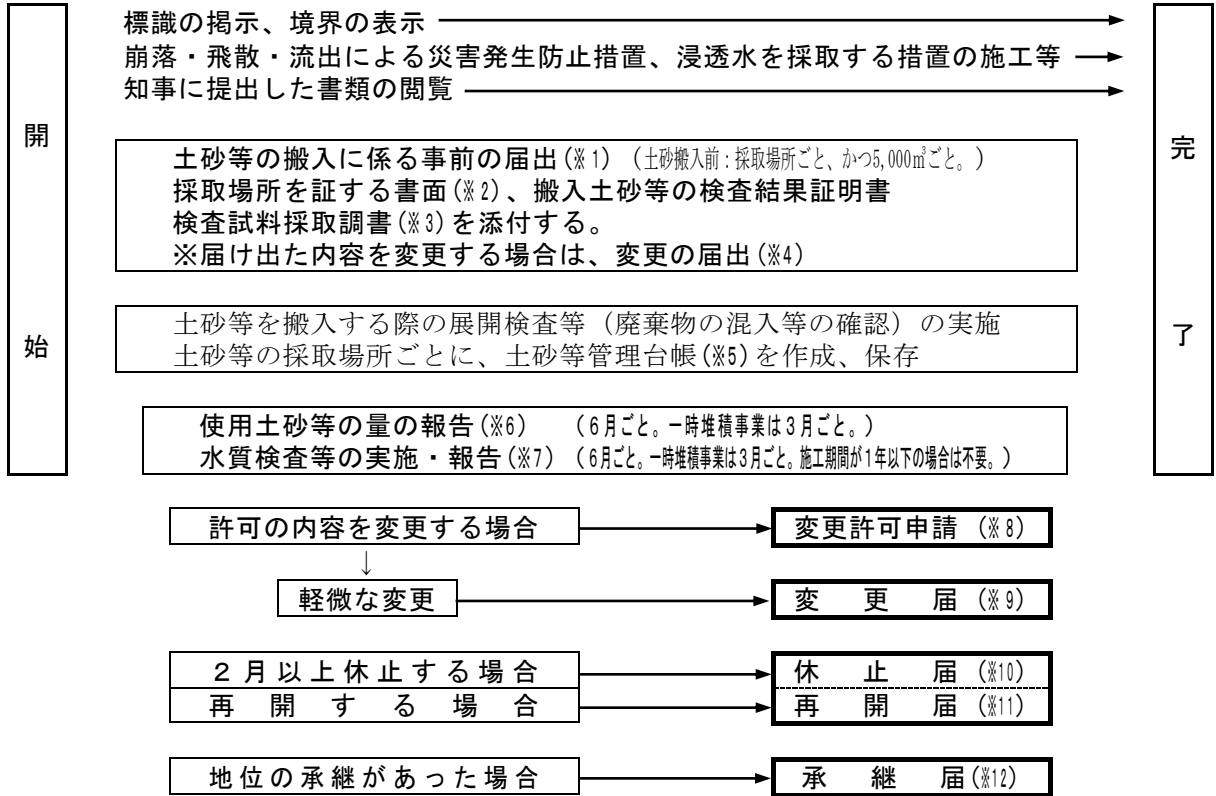 開始
標識の掲示、境界の表示
崩落・飛散・流出による災害発生防止措置、浸透水を採取する措置の施工等
知事に提出した書類の閲覧
完了
土砂等の搬入に係る事前の届出(※1) (土砂搬入前:採取場所ごと、かつ5,000㎥ごと。)
採取場所を証する書面(※2)、搬入土砂等の検査結果証明書
検査試料採取調書(※3)を添付する。
※届け出た内容を変更する場合は、変更の届出(※4)
土砂等を搬入する際の展開検査等(廃棄物の混入等の確認)の実施
土砂等の採取場所ごとに、土砂等管理台帳(※5)を作成、保存
使用土砂等の量の報告(※6) (6月ごと。一時堆積事業は3月ごと。)
水質検査等の実施・報告(※7) (6月ごと。一時堆積事業は3月ごと。施工期間が1年以下の場合は不要。)
許可の内容を変更する場合 変更許可申請(※8)
↓
軽微な変更 変更届(※9)
2月以上休止する場合 休止届(※10)
再開する場合 再開届(※11)
地位の承継があった場合 承継届(※12)